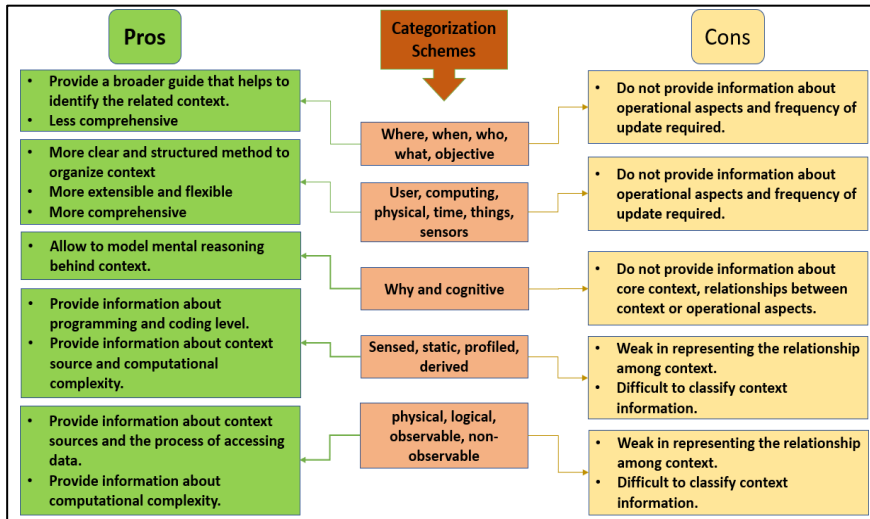 Pros
Categorization
Schemes
Cons
• Provide a broader guide that helps to
identify the related context.
• Less comprehensive
Where, when, who,
what, objective
• Do not provide information about
operational aspects and frequency of
update required.
• More clear and structured method to
organize context
• More extensible and flexible
• More comprehensive
User, computing,
physical, time, things,
sensors
• Do not provide information about
operational aspects and frequency of
update required.
• Allow to model mental reasoning
behind context.
Why and cognitive
• Do not provide information about
core context, relationships between
context or operational aspects.
• Provide information about
programming and coding level.
• Provide information about context
source and computational
complexity.
Sensed, static, profiled,
derived
• Weak in representing the relationship
among context.
• Difficult to classify context
information.
• Provide information about context
sources and the process of accessing
data.
• Provide information about
computational complexity.
physical, logical,
observable, non-
observable
• Weak in representing the relationship
among context.
• Difficult to classify context
information.